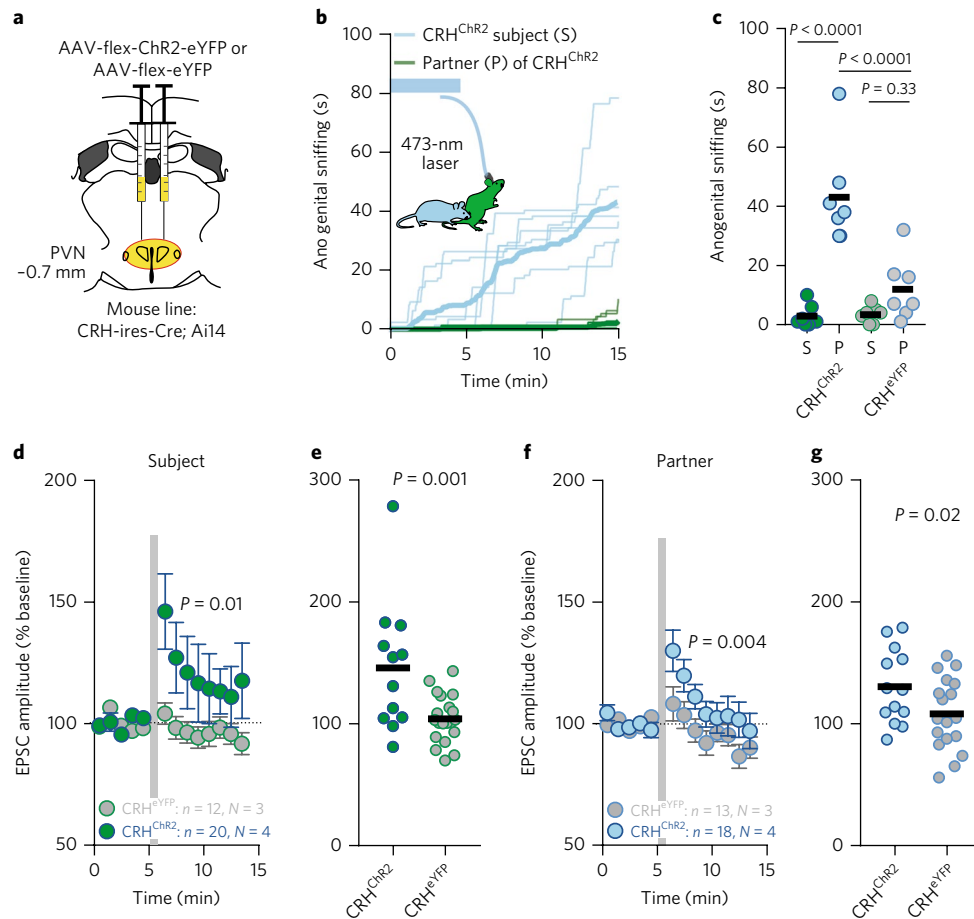 a
AAV-flex-ChR2-eYFP or
AAV-flex-eYFP
PVN
–0.7 mm
Mouse line:
CRH-ires-Cre; Ai14
b
Ano genital sniffing (s)
100
80
60
40
20
0
CRH^ChR2 subject (S)
Partner (P) of CRH^ChR2
473-nm
laser
0 5 10 15
Time (min)
c
Anogenital sniffing (s)
100
80
60
40
20
0
P < 0.0001
P < 0.0001
P = 0.33
S P S P
CRH^ChR2 CRH^eYFP
d
Subject
EPSC amplitude (% baseline)
200
150
100
50
P = 0.01
CRH^eYFP: n = 12, N = 3
CRH^ChR2: n = 20, N = 4
0 5 10 15
Time (min)
e
300
200
100
0
P = 0.001
CRH^ChR2 CRH^eYFP
f
Partner
EPSC amplitude (% baseline)
200
150
100
50
P = 0.004
CRH^eYFP: n = 13, N = 3
CRH^ChR2: n = 18, N = 4
0 5 10 15
Time (min)
g
300
200
100
0
P = 0.02
CRH^ChR2 CRH^eYFP